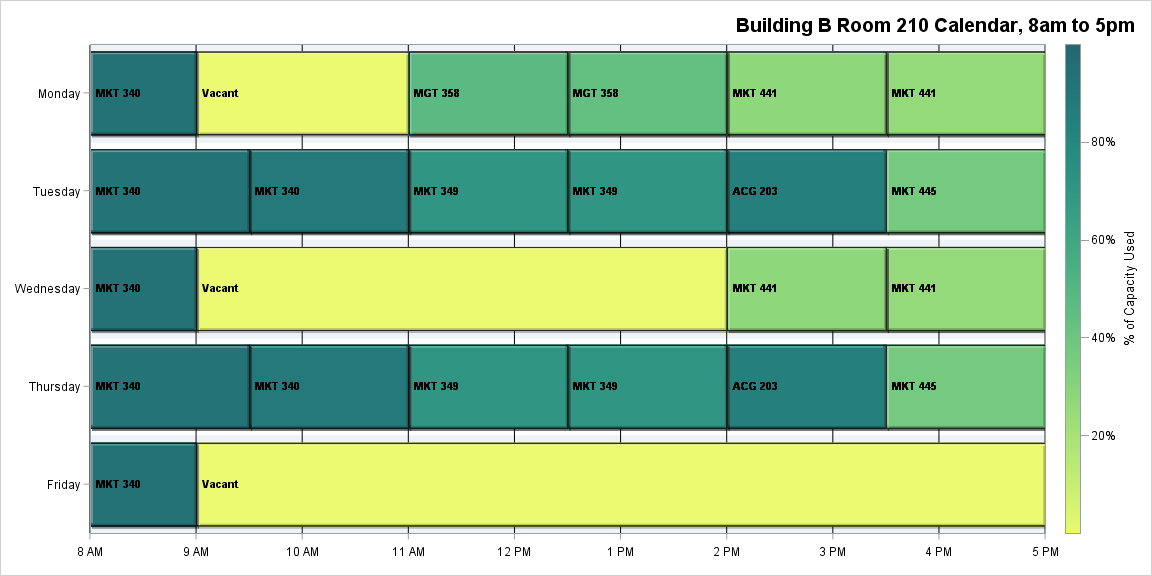 Building B Room 210 Calendar, 8am to 5pm
Monday
MKT 340
Vacant
MGT 358
MGT 358
MKT 441
MKT 441
Tuesday
MKT 340
MKT 340
MKT 349
MKT 349
ACG 203
MKT 445
Wednesday
MKT 340
Vacant
MKT 441
MKT 441
Thursday
MKT 340
MKT 340
MKT 349
MKT 349
ACG 203
MKT 445
Friday
MKT 340
Vacant
8 AM
9 AM
10 AM
11 AM
12 PM
1 PM
2 PM
3 PM
4 PM
5 PM
80%
60%
40%
20%
% of Capacity Used